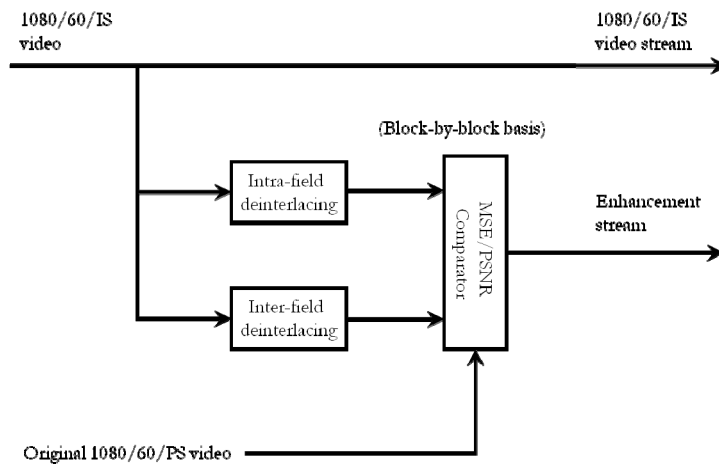 1080/60/IS
video
1080/60/IS
video stream
(Block-by-block basis)
Intra-field
deinterlacing
MSE/PSNR
Comparator
Enhancement
stream
Inter-field
deinterlacing
Original 1080/60/PS video